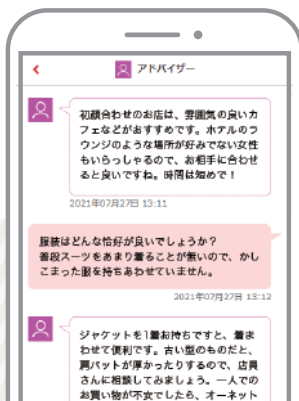 アドバイザー
初顔合わせのお店は、雰囲気の良いカ
フェなどがおすすめです。ホテルのラ
ウンジのような場所が好みでない女性
もいらっしゃるので、お相手に合わせ
ると良いですね。時間は短めで!
2021年07月27日 13:11
服装はどんな恰好が良いでしょうか?
普段スーツをあまり着ることが無いので、かし
こまった服を持ちあわせていません。
2021年07月27日 13:12
ジャケットを1着お持ちですと、着ま
わせて便利です。古い型のものだと、
肩パットが厚かったりするので、店員
さんに相談してみましょう。一人での
お買い物が不安でしたら、オーネット